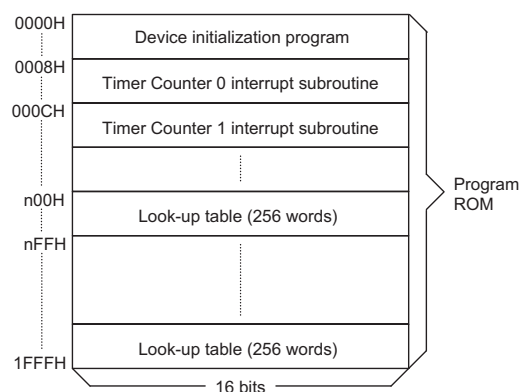 0000H
Device initialization program
0008H
Timer Counter 0 interrupt subroutine
000CH
Timer Counter 1 interrupt subroutine
n00H
Look-up table (256 words)
nFFH
Program
ROM
Look-up table (256 words)
1FFFH
16 bits